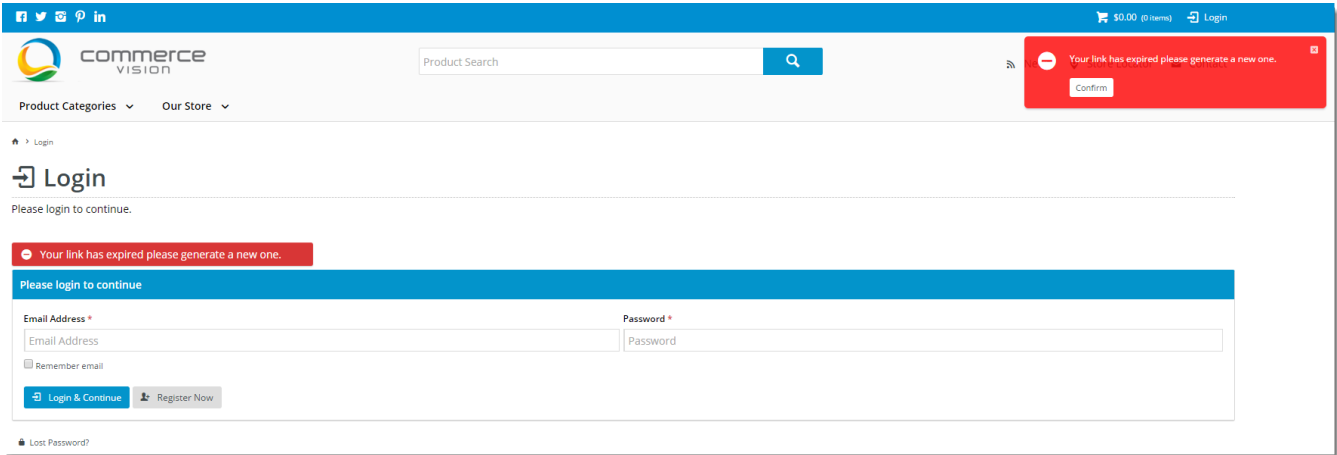 $0.00 (0 items) Login
commerce
VISION
Product Search
Your link has expired please generate a new one.
Confirm
Product Categories Our Store
Login
Login
Please login to continue.
Your link has expired please generate a new one.
Please login to continue
Email Address * Password *
Email Address Password
Remember email
Login & Continue Register Now
Lost Password?